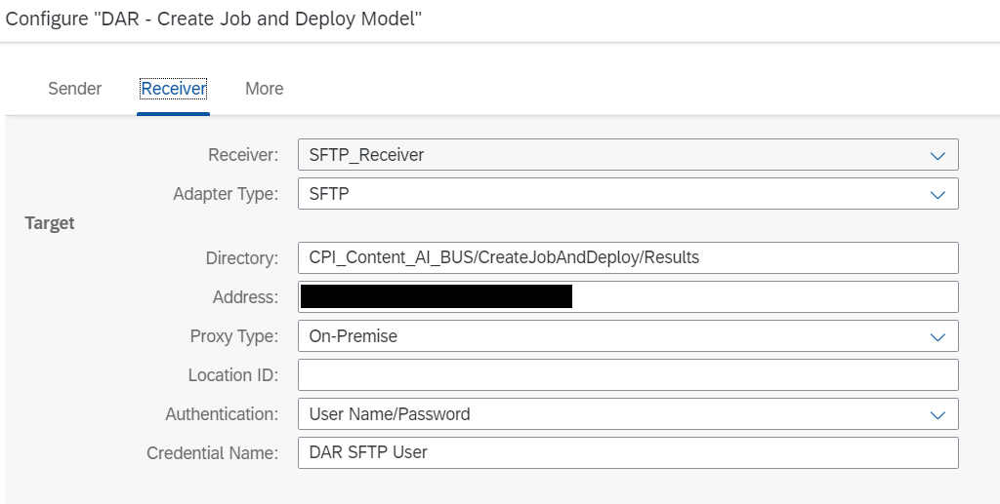 Configure "DAR - Create Job and Deploy Model"
Sender Receiver More
Receiver: SFTP_Receiver
Adapter Type: SFTP
Target
Directory: CPI_Content_AI_BUS/CreateJobAndDeploy/Results
Address:
Proxy Type: On-Premise
Location ID:
Authentication: User Name/Password
Credential Name: DAR SFTP User